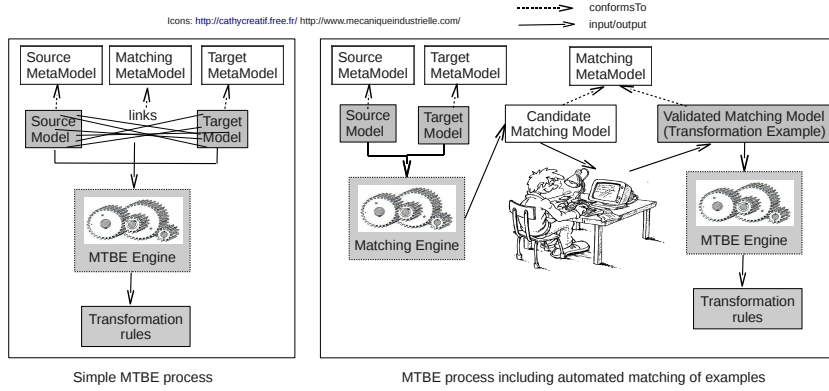 Icons: http://cathycreatif.free.fr/ http://www.mecaniqueindustrielle.com/
conformsTo
input/output
Source
MetaModel
Matching
MetaModel
Target
MetaModel
links
Source
Model
Target
Model
MTBE Engine
Transformation
rules
Simple MTBE process
Source
MetaModel
Target
MetaModel
Matching
MetaModel
Source
Model
Target
Model
Candidate
Matching Model
Validated Matching Model
(Transformation Example)
Matching Engine
MTBE Engine
Transformation
rules
MTBE process including automated matching of examples